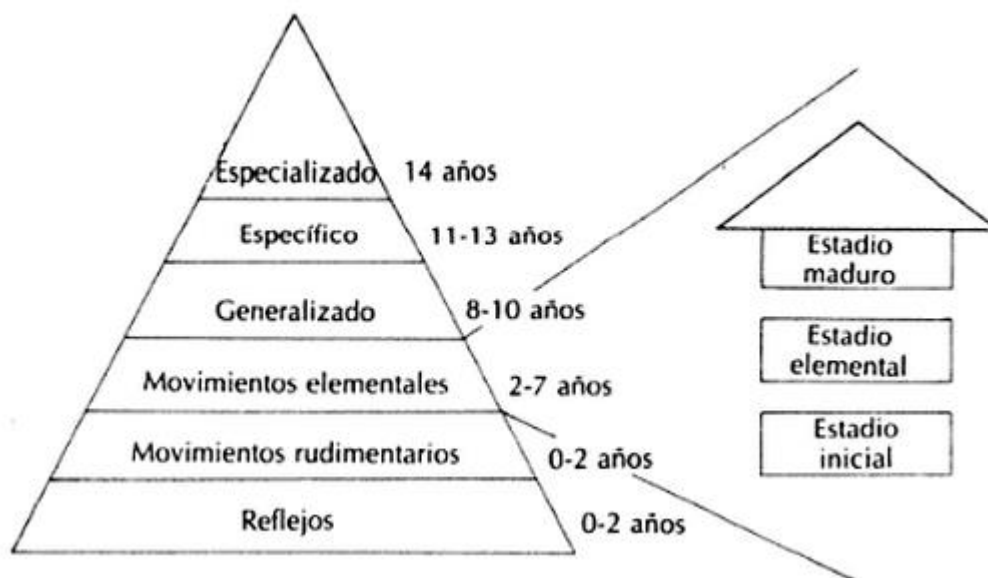 Especializado 14 años
Específico 11-13 años
Generalizado 8-10 años
Movimientos elementales 2-7 años
Movimientos rudimentarios 0-2 años
Reflejos 0-2 años
Estadio
maduro
Estadio
elemental
Estadio
inicial